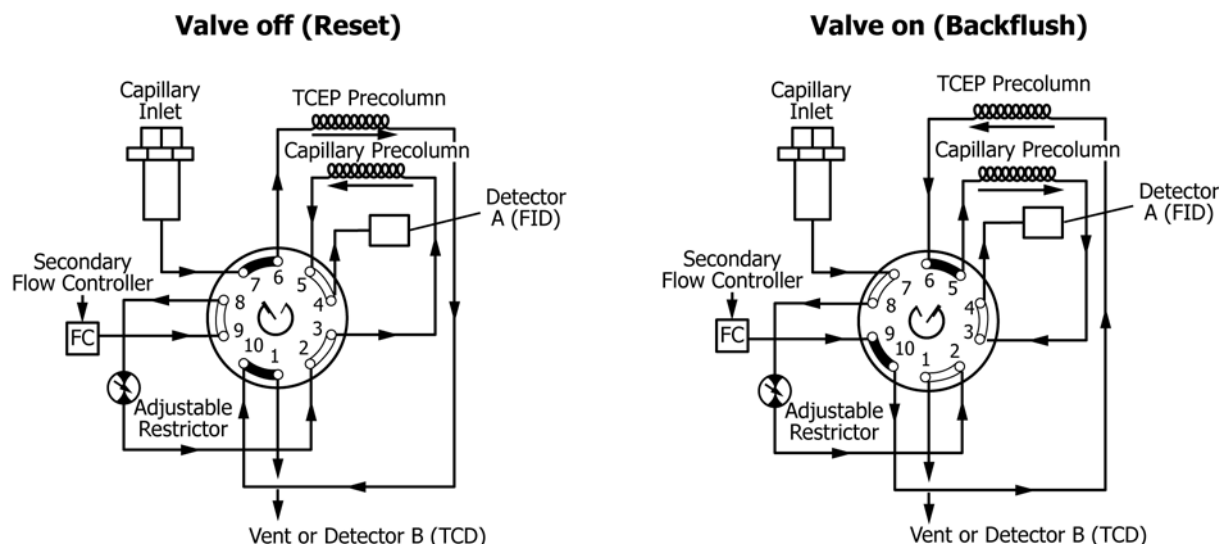 Valve off (Reset)
Capillary
Inlet
TCEP Precolumn
Capillary Precolumn
Detector
A (FID)
Secondary
Flow Controller
FC
7
6
5
8
4
9
3
10
1
2
Adjustable
Restrictor
Vent or Detector B (TCD)
Valve on (Backflush)
Capillary
Inlet
TCEP Precolumn
Capillary Precolumn
Detector
A (FID)
Secondary
Flow Controller
FC
7
6
5
8
4
9
3
10
1
2
Adjustable
Restrictor
Vent or Detector B (TCD)